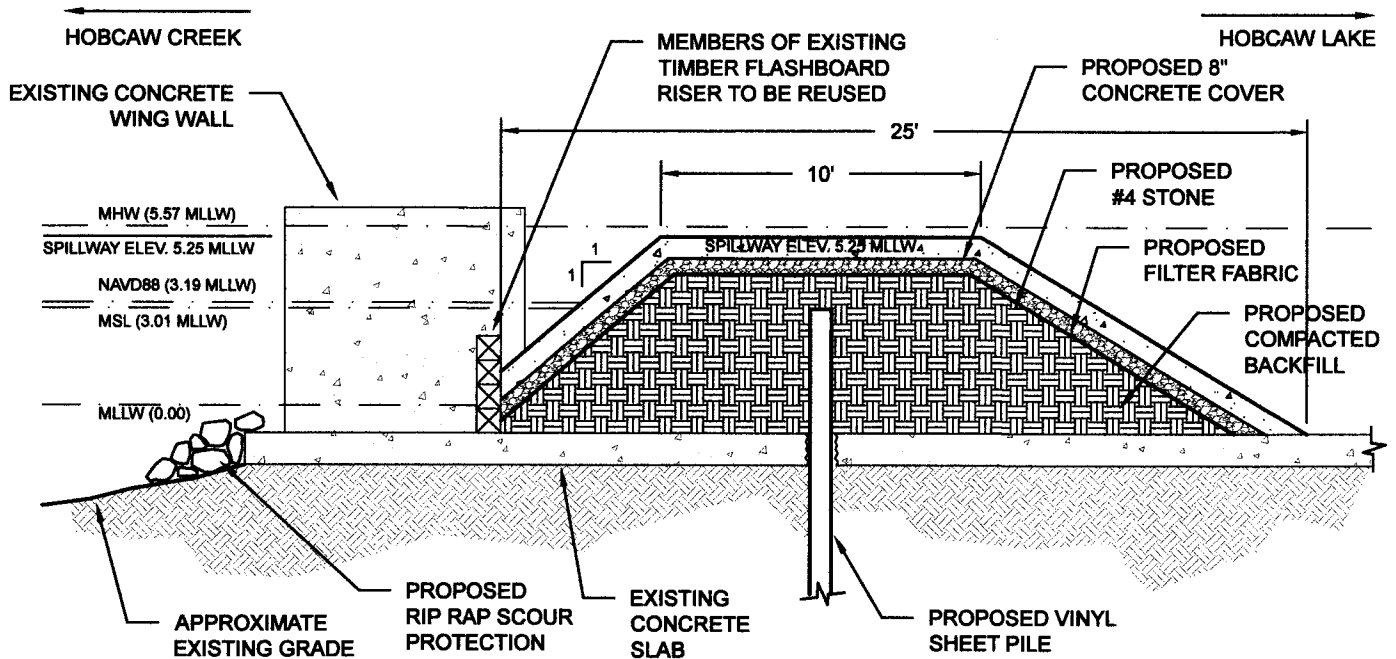 HOBCAW CREEK
HOBCAW LAKE
MEMBERS OF EXISTING
TIMBER FLASHBOARD
RISER TO BE REUSED
PROPOSED 8"
CONCRETE COVER
EXISTING CONCRETE
WING WALL
25'
10'
PROPOSED
#4 STONE
MHW (5.57 MLLW)
SPILLWAY ELEV. 5.25 MLLW
SPILLWAY ELEV. 5.25 MLLW
PROPOSED
FILTER FABRIC
1
1
NAVD88 (3.19 MLLW)
MSL (3.01 MLLW)
PROPOSED
COMPACTED
BACKFILL
MLLW (0.00)
APPROXIMATE
EXISTING GRADE
PROPOSED
RIP RAP SCOUR
PROTECTION
EXISTING
CONCRETE
SLAB
PROPOSED VINYL
SHEET PILE